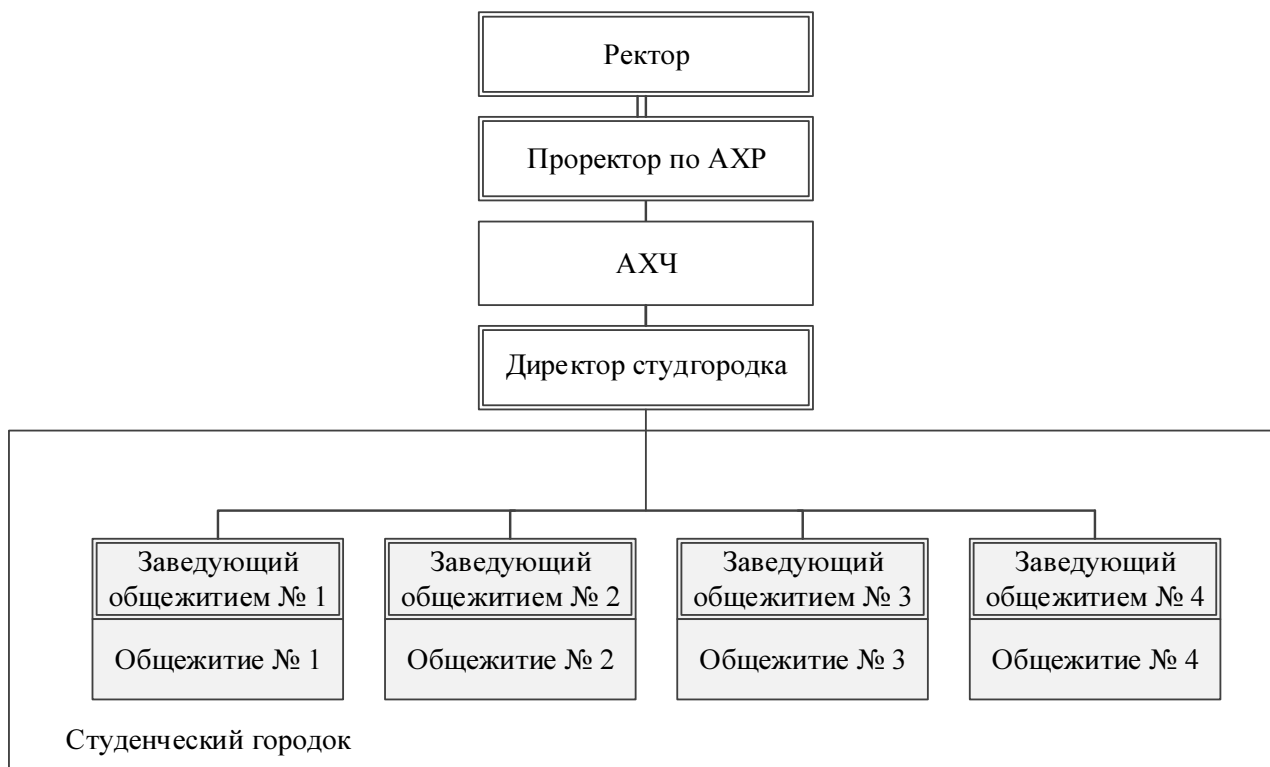 Ректор
Проректор по АХР
АХЧ
Директор студгородка
Заведующий
общежитием № 1
Заведующий
общежитием № 2
Заведующий
общежитием № 3
Заведующий
общежитием № 4
Общежитие № 1
Общежитие № 2
Общежитие № 3
Общежитие № 4
Студенческий городок